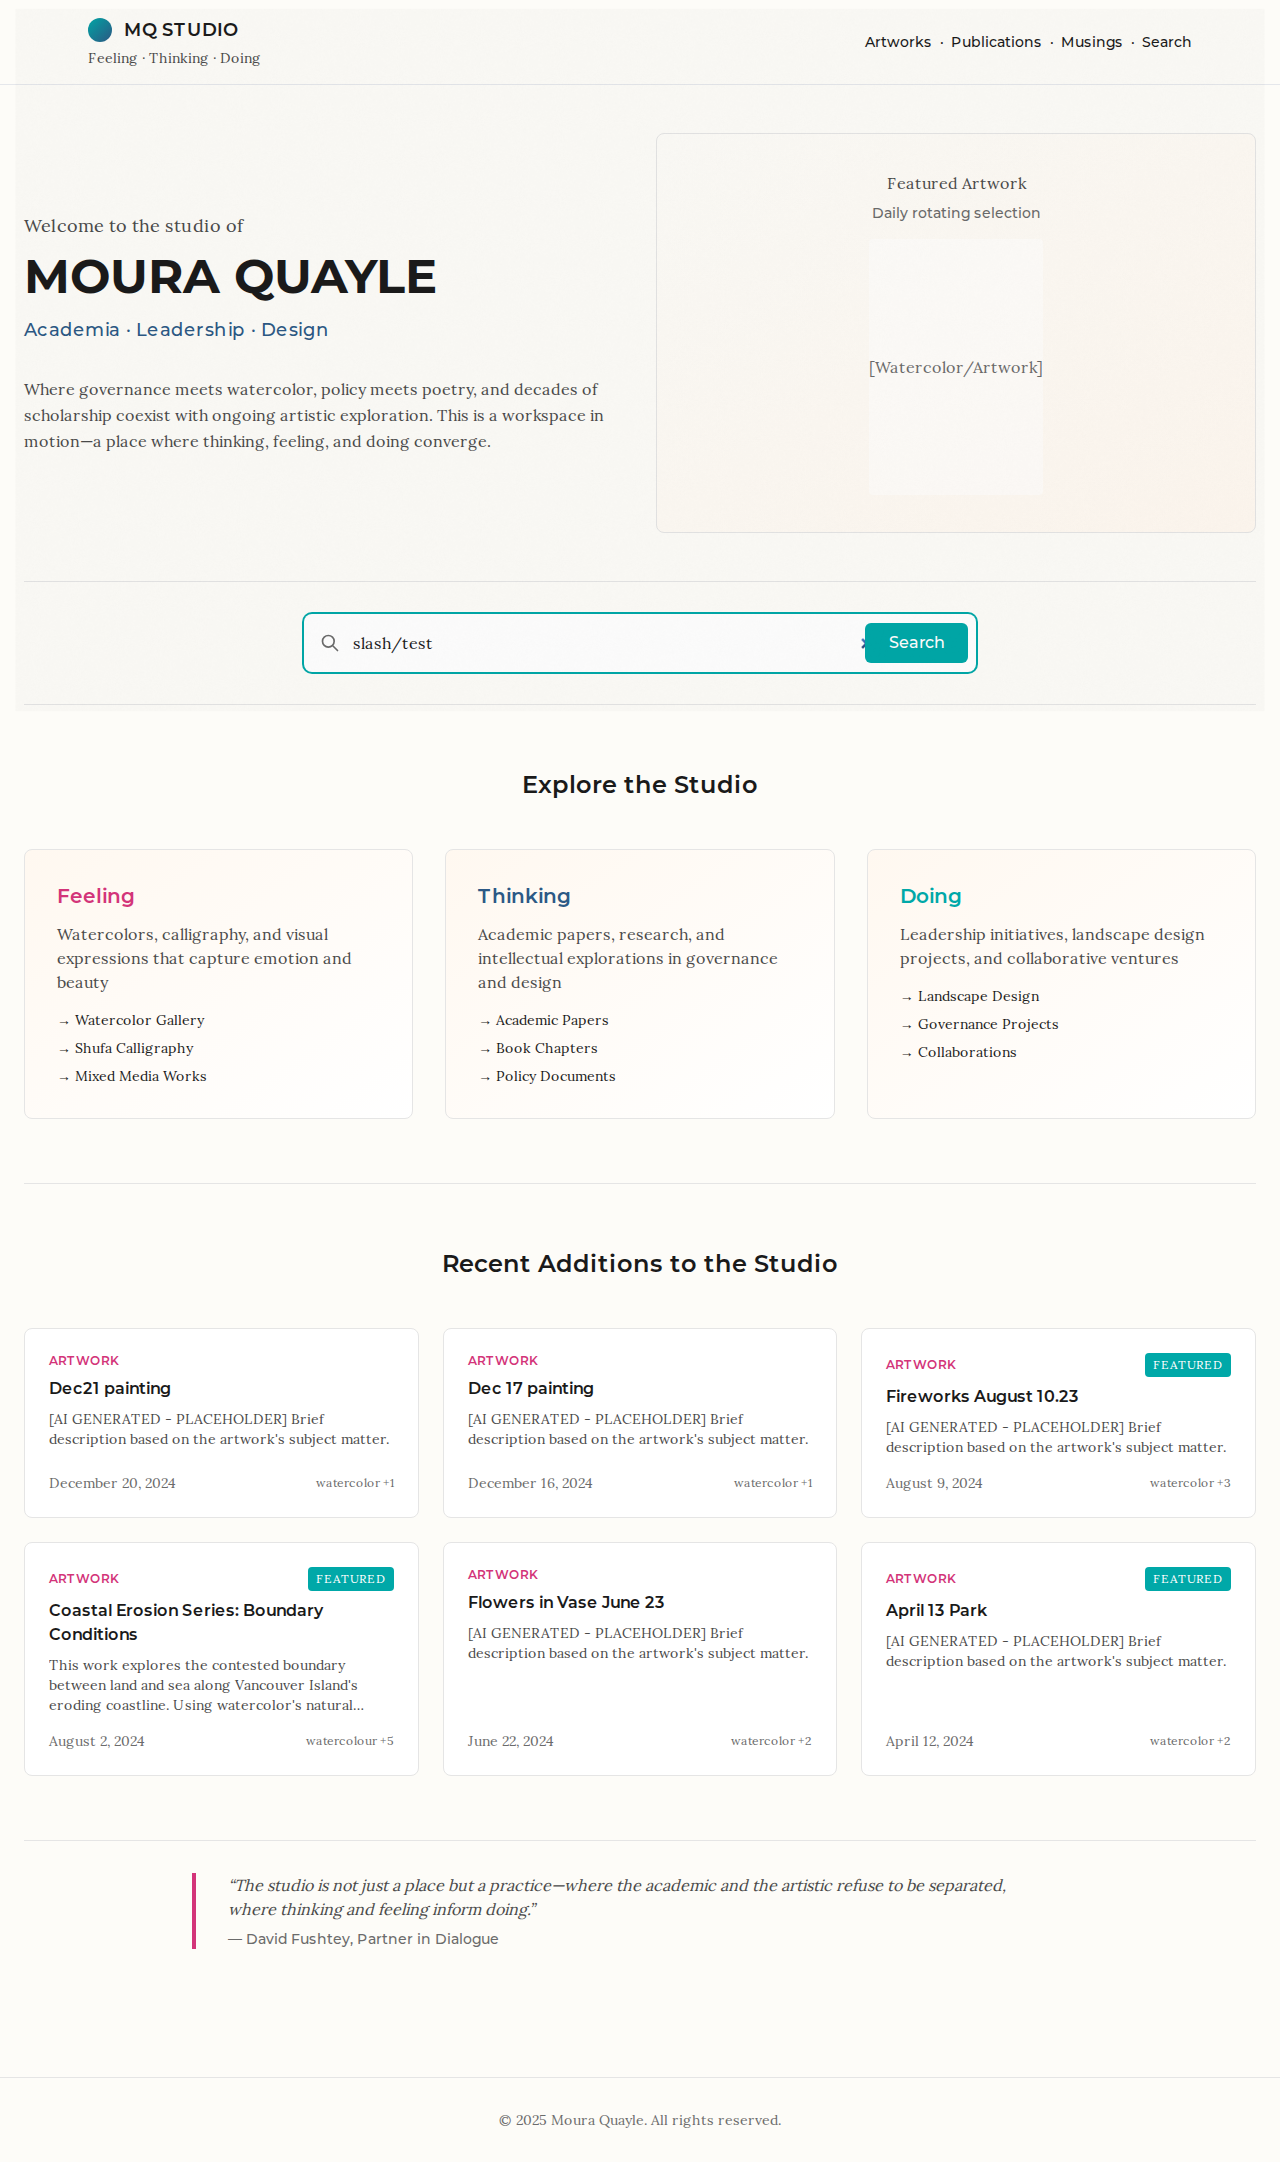 MQ STUDIO
Feeling · Thinking · Doing
Artworks · Publications · Musings · Search
Welcome to the studio of
MOURA QUAYLE
Academia · Leadership · Design
Where governance meets watercolor, policy meets poetry, and decades of
scholarship coexist with ongoing artistic exploration. This is a workspace in
motion—a place where thinking, feeling, and doing converge.
Featured Artwork
Daily rotating selection
[Watercolor/Artwork]
slash/test
Search
Explore the Studio
Feeling
Watercolors, calligraphy, and visual
expressions that capture emotion and
beauty
→ Watercolor Gallery
→ Shufa Calligraphy
→ Mixed Media Works
Thinking
Academic papers, research, and
intellectual explorations in governance
and design
→ Academic Papers
→ Book Chapters
→ Policy Documents
Doing
Leadership initiatives, landscape design
projects, and collaborative ventures
→ Landscape Design
→ Governance Projects
→ Collaborations
Recent Additions to the Studio
ARTWORK
Dec21 painting
[AI GENERATED - PLACEHOLDER] Brief
description based on the artwork's subject matter.
December 20, 2024 watercolor +1
ARTWORK
Dec 17 painting
[AI GENERATED - PLACEHOLDER] Brief
description based on the artwork's subject matter.
December 16, 2024 watercolor +1
ARTWORK FEATURED
Fireworks August 10.23
[AI GENERATED - PLACEHOLDER] Brief
description based on the artwork's subject matter.
August 9, 2024 watercolor +3
ARTWORK FEATURED
Coastal Erosion Series: Boundary
Conditions
This work explores the contested boundary
between land and sea along Vancouver Island's
eroding coastline. Using watercolor's natural...
August 2, 2024 watercolour +5
ARTWORK
Flowers in Vase June 23
[AI GENERATED - PLACEHOLDER] Brief
description based on the artwork's subject matter.
June 22, 2024 watercolor +2
ARTWORK FEATURED
April 13 Park
[AI GENERATED - PLACEHOLDER] Brief
description based on the artwork's subject matter.
April 12, 2024 watercolor +2
“The studio is not just a place but a practice—where the academic and the artistic refuse to be separated,
where thinking and feeling inform doing.”
— David Fushtey, Partner in Dialogue
© 2025 Moura Quayle. All rights reserved.